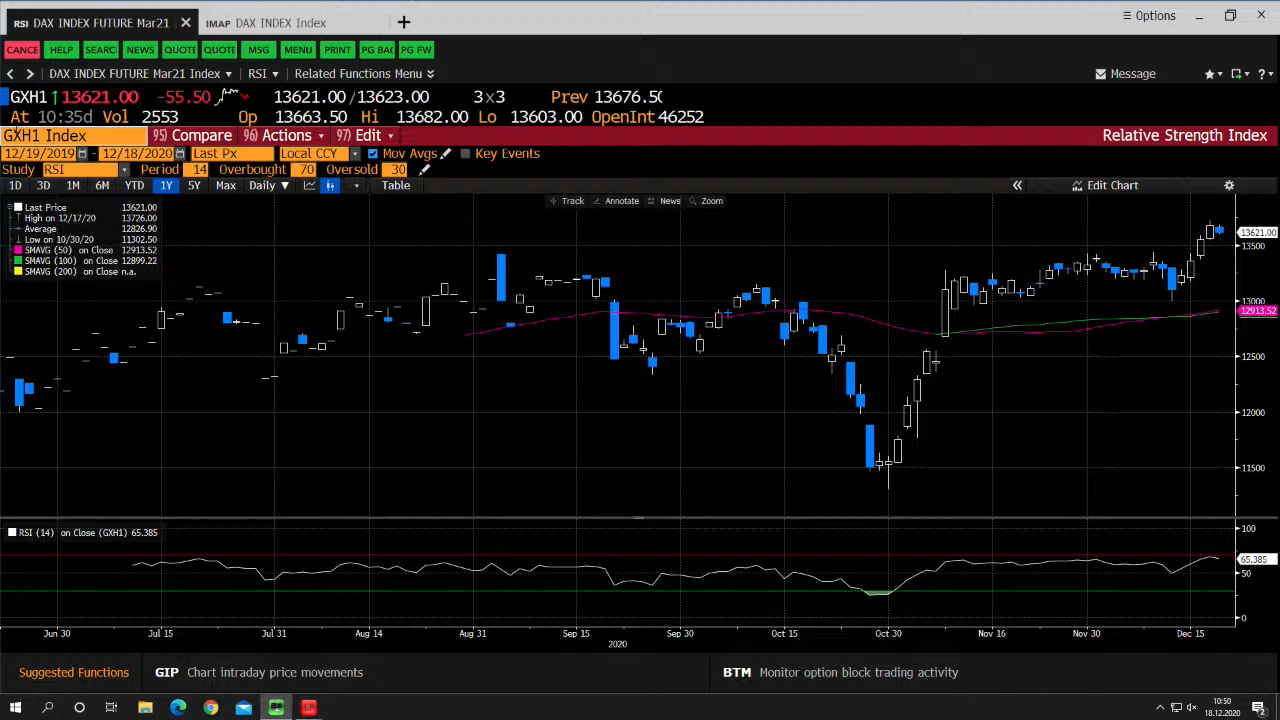 RSI DAX INDEX FUTURE Mar21 IMAP DAX INDEX Index Options
CANCE HELP SEARC NEWS QUOTE QUOTE MSG MENU PRINT PG BAC PG FW
DAX INDEX FUTURE Mar21 Index RSI Related Functions Menu Message
GXH1 13621.00 -55.50 13621.00/13623.00 3x3 Prev 13676.50
At 10:35d Vol 2553 Op 13663.50 Hi 13682.00 Lo 13603.00 OpenInt 46252
GXH1 Index 95) Compare 96) Actions 97) Edit Relative Strength Index
12/19/2019 - 12/18/2020 Last Px Local CCY Mov Avgs Key Events
Study RSI Period 14 Overbought 70 Oversold 30
1D 3D 1M 6M YTD 1Y 5Y Max Daily Table Edit Chart
Track Annotate News Zoom
Last Price 13621.00
High on 12/17/20 13726.00
Average 12826.90
Low on 10/30/20 11302.50
SMAVG (50) on Close 12913.52
SMAVG (100) on Close 12899.22
SMAVG (200) on Close n.a.
13621.00
13500
13000
12913.52
12500
12000
11500
RSI (14) on Close (GXH1) 65.385
100
65.385
50
0
Jun 30 Jul 15 Jul 31 Aug 14 Aug 31 Sep 15 Sep 30 Oct 15 Oct 30 Nov 16 Nov 30 Dec 15
2020
Suggested Functions GIP Chart intraday price movements BTM Monitor option block trading activity
10:50
18.12.2020
2